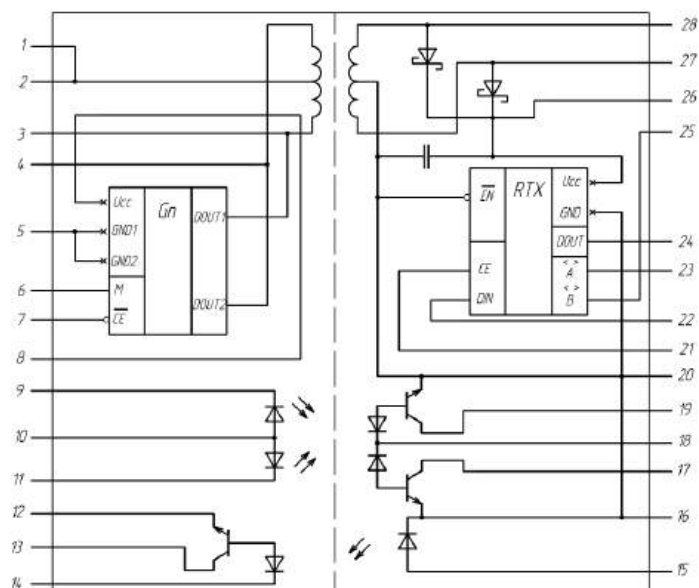 1
2
3
4
5
6
7
8
9
10
11
12
13
14
Ucc
GND1
GND2
M
CE
Gn
DOUT1
DOUT2
EN
CE
DIN
RTX
Ucc
GND
DOUT
< >
A
< >
B
28
27
26
25
24
23
22
21
20
19
18
17
16
15